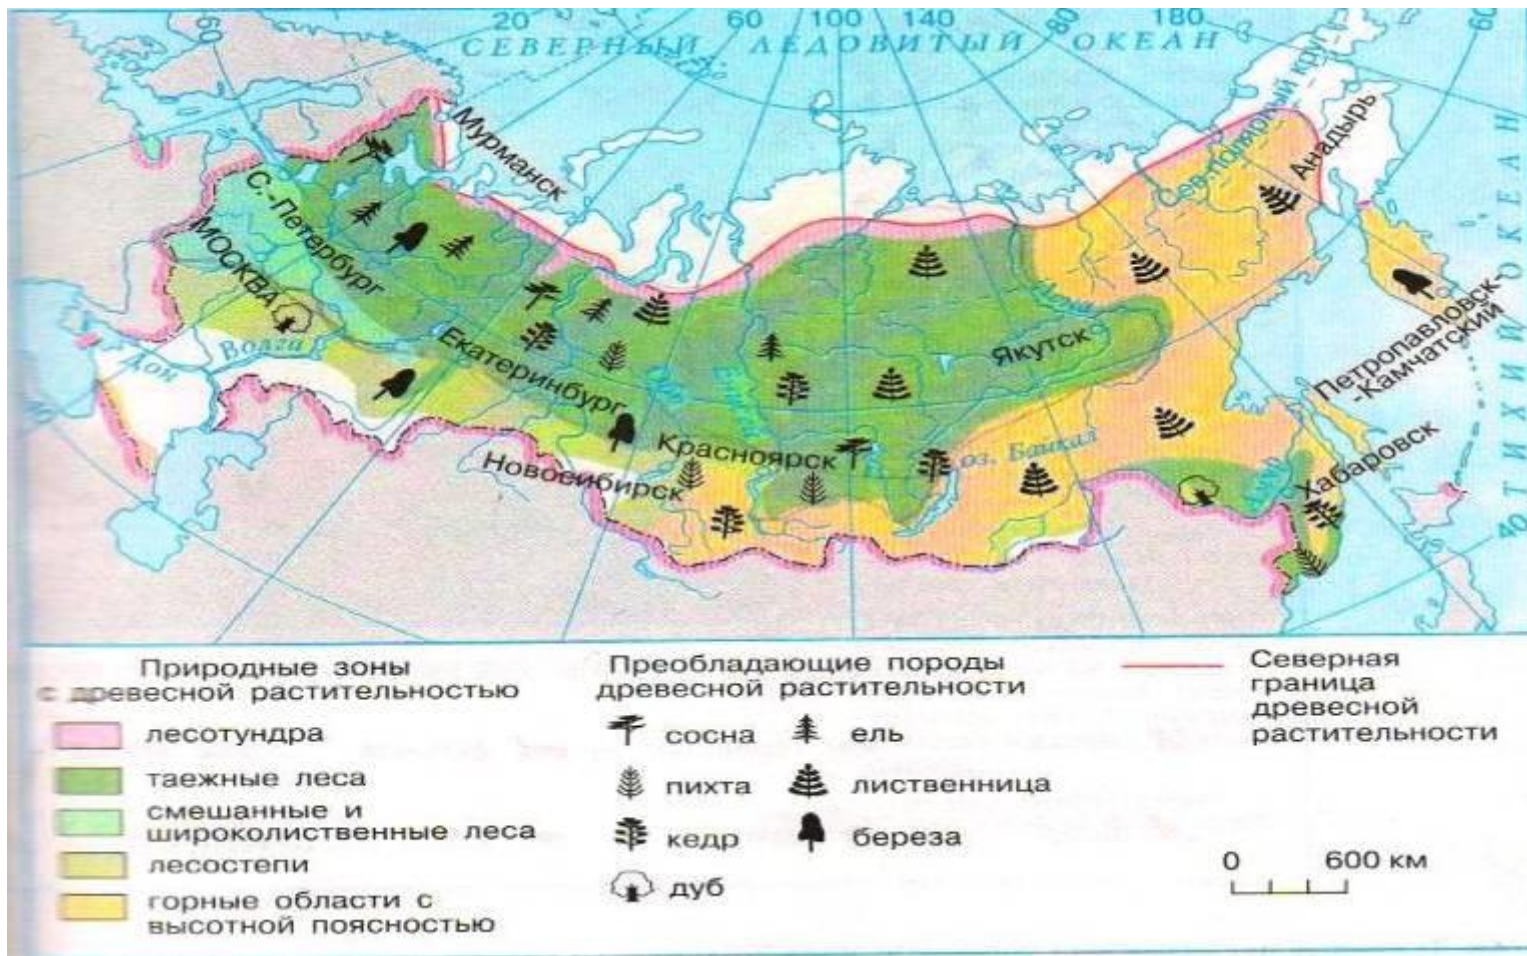 20 60 100 140 80 180 60
60
СЕВЕРНЫЙ ЛЕДОВИТЫЙ ОКЕАН
Сев. полярный круг
ТИХИЙ ОКЕАН
Мурманск
Анадырь
С.-Петербург
МОСКВА
Дон
Волга
Екатеринбург
Якутск
Петропавловск-
-Камчатский
Новосибирск
Красноярск
оз. Байкал
Хабаровск
40
Природные зоны
с древесной растительностью
лесотундра
таежные леса
смешанные и
широколиственные леса
лесостепи
горные области с
высотной поясностью
Преобладающие породы
древесной растительности
сосна
ель
пихта
лиственница
кедр
береза
дуб
Северная
граница
древесной
растительности
0 600 км